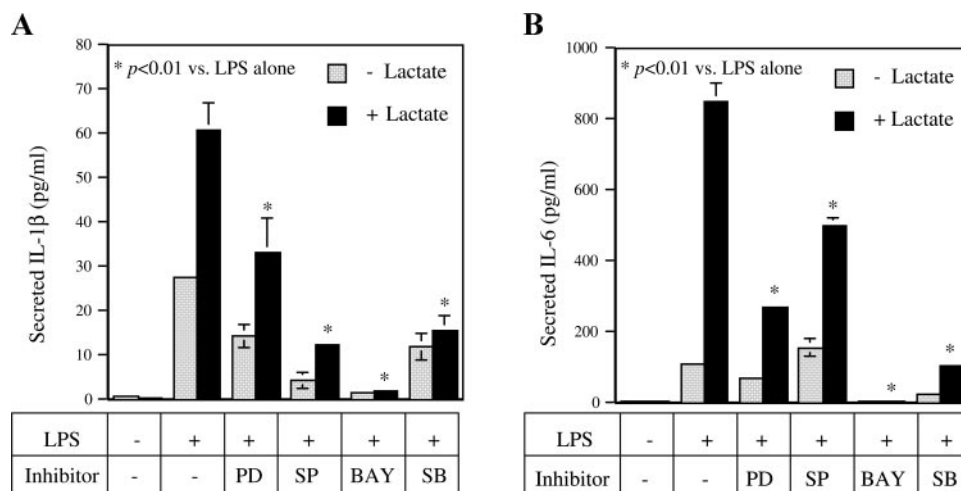 A
Secreted IL-1β (pg/ml)
80
70
60
50
40
30
20
10
0
* p<0.01 vs. LPS alone
- Lactate
+ Lactate
*
*
*
*
LPS - + + + + +
Inhibitor - - PD SP BAY SB
B
Secreted IL-6 (pg/ml)
1000
800
600
400
200
0
* p<0.01 vs. LPS alone
- Lactate
+ Lactate
*
*
*
*
LPS - + + + + +
Inhibitor - - PD SP BAY SB